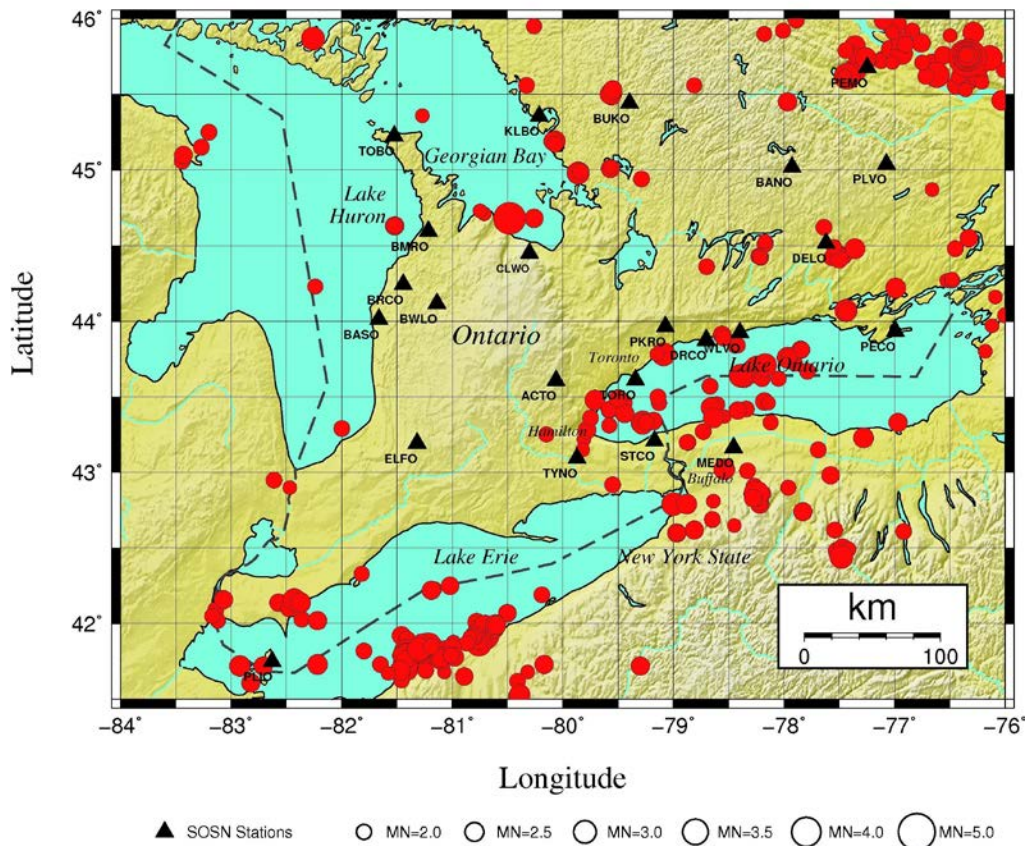 46˚
45˚
44˚
43˚
42˚
Latitude
PEMO
BUKO
KLBO
TOBO
Georgian Bay
BANO
PLVO
Lake
Huron
BMRO
CLWO
DELO
BRCO
BWLO
BASO
Ontario
PKRO
DRCO
WLVO
PECO
Toronto
Lake Ontario
ACTO
TORO
Hamilton
ELFO
STCO
MEDO
TYNO
Buffalo
Lake Erie
New York State
km
0
100
PLIO
−84˚
−83˚
−82˚
−81˚
−80˚
−79˚
−78˚
−77˚
−76˚
Longitude
SOSN Stations
MN=2.0
MN=2.5
MN=3.0
MN=3.5
MN=4.0
MN=5.0